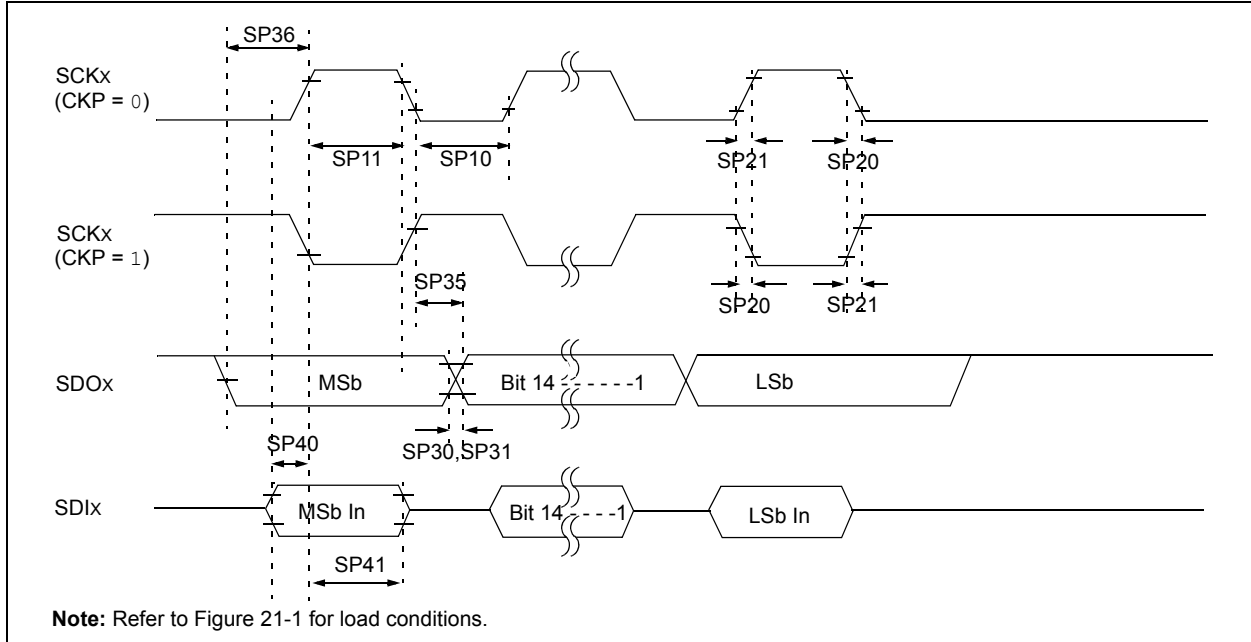 SP36
SCKx
(CKP = 0)
SP11
SP10
SP21
SP20
SCKx
(CKP = 1)
SP35
SP20
SP21
SDOx
MSb
Bit 14 - - - - - -1
LSb
SP40
SP30,SP31
SDIx
MSb In
Bit 14 - - - -1
LSb In
SP41
Note: Refer to Figure 21-1 for load conditions.